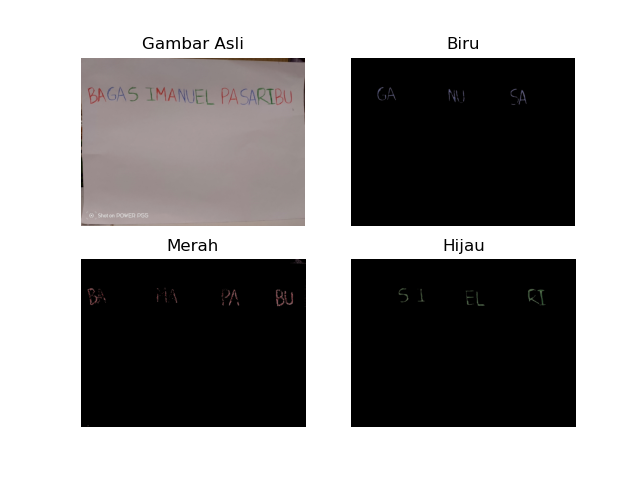 Gambar Asli
Biru
BAGAS IMANUEL PASARIBU
GA NU SA
Merah
Hijau
BA MA PA BU
S I EL RI